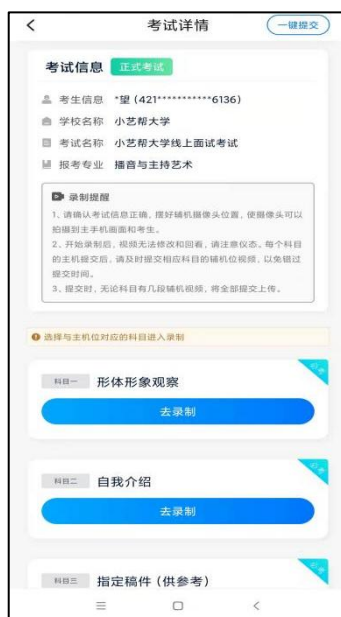 考试详情
一键提交
考试信息 正式考试
考生信息 *望 (421***********6136)
学校名称 小艺帮大学
考试名称 小艺帮大学线上面试考试
报考专业 播音与主持艺术
录制提醒
1、请确认考试信息正确，摆好辅机摄像头位置，使摄像头可以
拍摄到主手机画面和考生。
2、开始录制后，视频无法修改和回看，请注意仪态。每个科目
的主机提交后，请及时提交相应科目的辅机位视频，以免错过
提交时间。
3、提交时，无论科目有几段辅机视频，将全部提交上传。
选择与主机位对应的科目进入录制
必考
科目一 形体形象观察
去录制
必考
科目二 自我介绍
去录制
必考
科目三 指定稿件 (供参考)